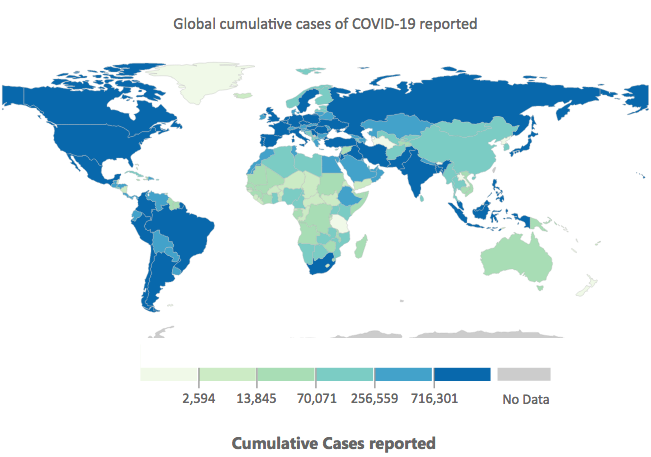 Global cumulative cases of COVID-19 reported
2,594 13,845 70,071 256,559 716,301 No Data
Cumulative Cases reported